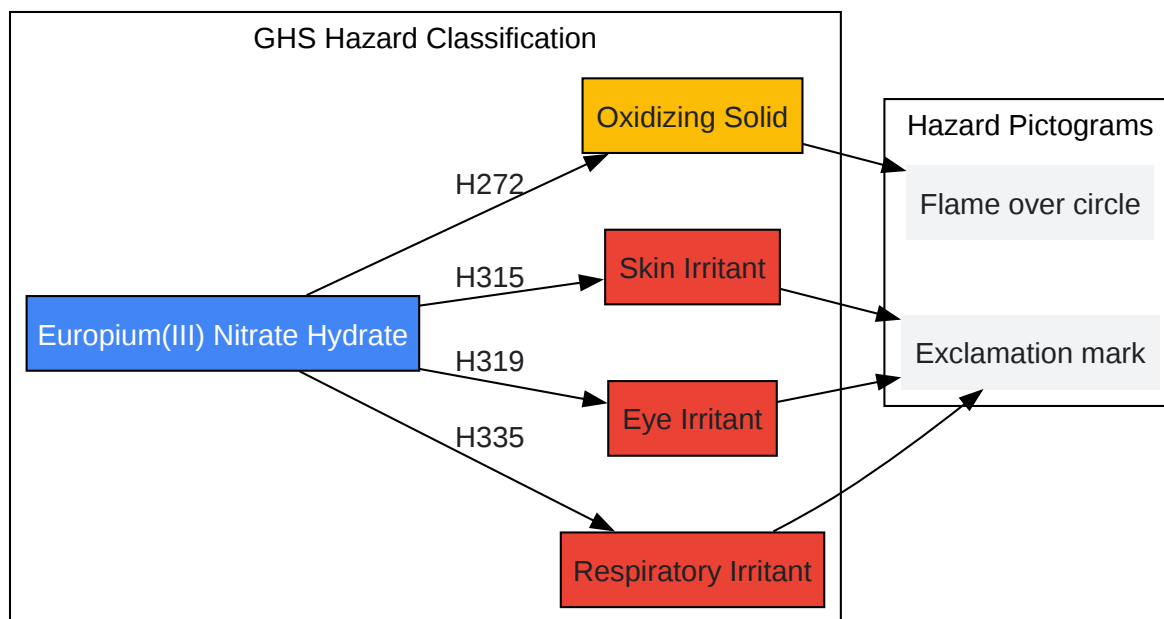 GHS Hazard Classification
Oxidizing Solid
Hazard Pictograms
H272
Flame over circle
Skin Irritant
H315
Europium(III) Nitrate Hydrate
Exclamation mark
H319
Eye Irritant
H335
Respiratory Irritant